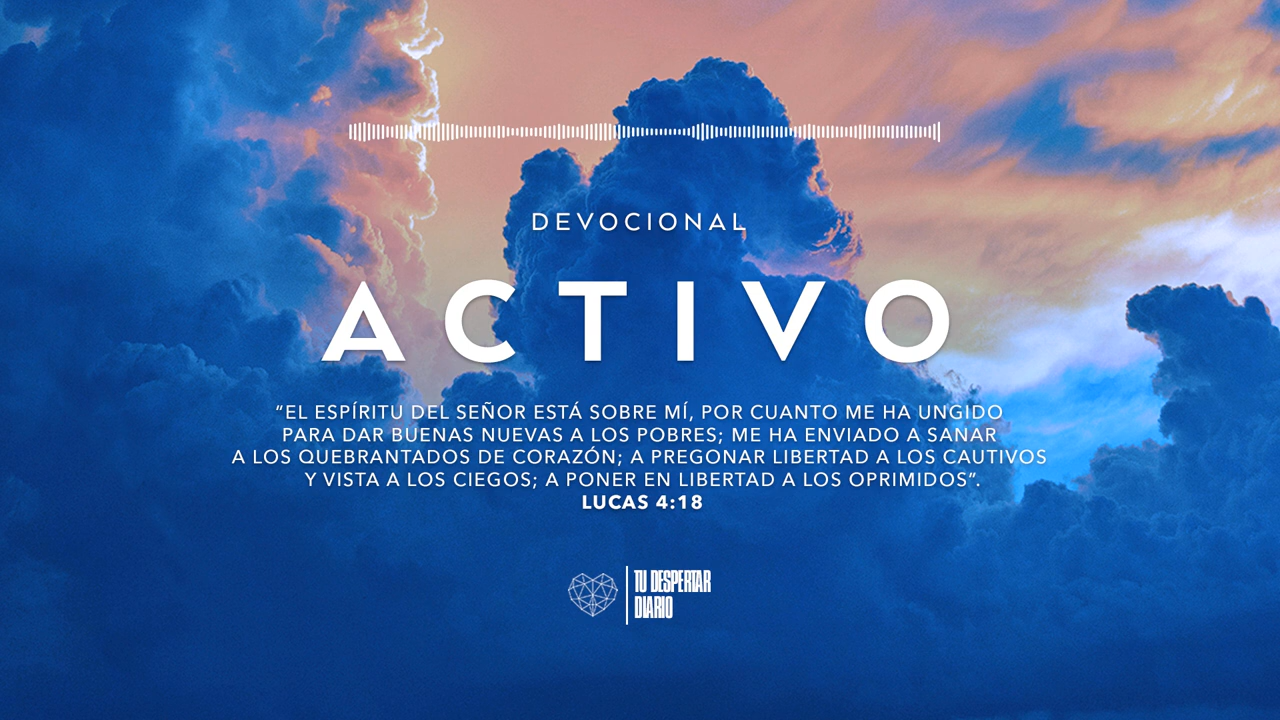 DEVOCIONAL
ACTIVO
“EL ESPÍRITU DEL SEÑOR ESTÁ SOBRE MÍ, POR CUANTO ME HA UNGIDO
PARA DAR BUENAS NUEVAS A LOS POBRES; ME HA ENVIADO A SANAR
A LOS QUEBRANTADOS DE CORAZÓN; A PREGONAR LIBERTAD A LOS CAUTIVOS
Y VISTA A LOS CIEGOS; A PONER EN LIBERTAD A LOS OPRIMIDOS”.
LUCAS 4:18
TU DESPERTAR
DIARIO